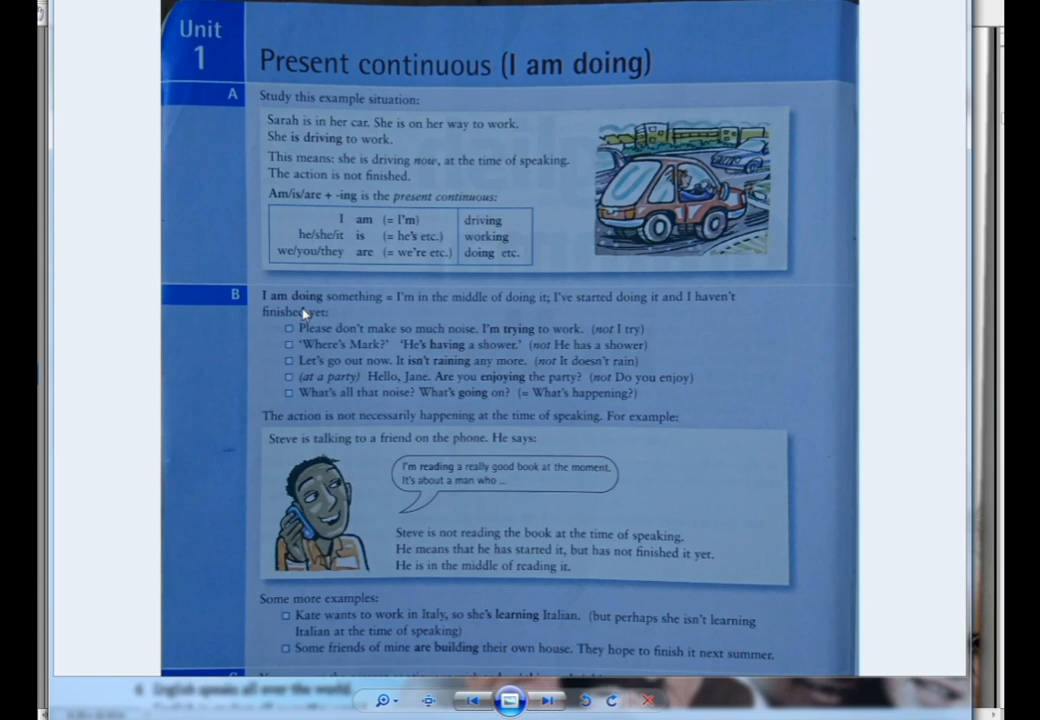 Unit
1
Present continuous (I am doing)
A
Study this example situation:
Sarah is in her car. She is on her way to work.
She is driving to work.
This means: she is driving now, at the time of speaking.
The action is not finished.
Am/is/are + -ing is the present continuous:
I am (= I'm) driving
he/she/it is (= he's etc.) working
we/you/they are (= we're etc.) doing etc.
B
I am doing something = I'm in the middle of doing it; I've started doing it and I haven't
finished yet:
Please don't make so much noise. I'm trying to work. (not I try)
'Where's Mark?' 'He's having a shower.' (not He has a shower)
Let's go out now. It isn't raining any more. (not It doesn't rain)
(at a party) Hello, Jane. Are you enjoying the party? (not Do you enjoy)
What's all that noise? What's going on? (= What's happening?)
The action is not necessarily happening at the time of speaking. For example:
Steve is talking to a friend on the phone. He says:
I'm reading a really good book at the moment.
It's about a man who ...
Steve is not reading the book at the time of speaking.
He means that he has started it, but has not finished it yet.
He is in the middle of reading it.
Some more examples:
Kate wants to work in Italy, so she's learning Italian. (but perhaps she isn't learning
Italian at the time of speaking)
Some friends of mine are building their own house. They hope to finish it next summer.
English speaks all over the world.